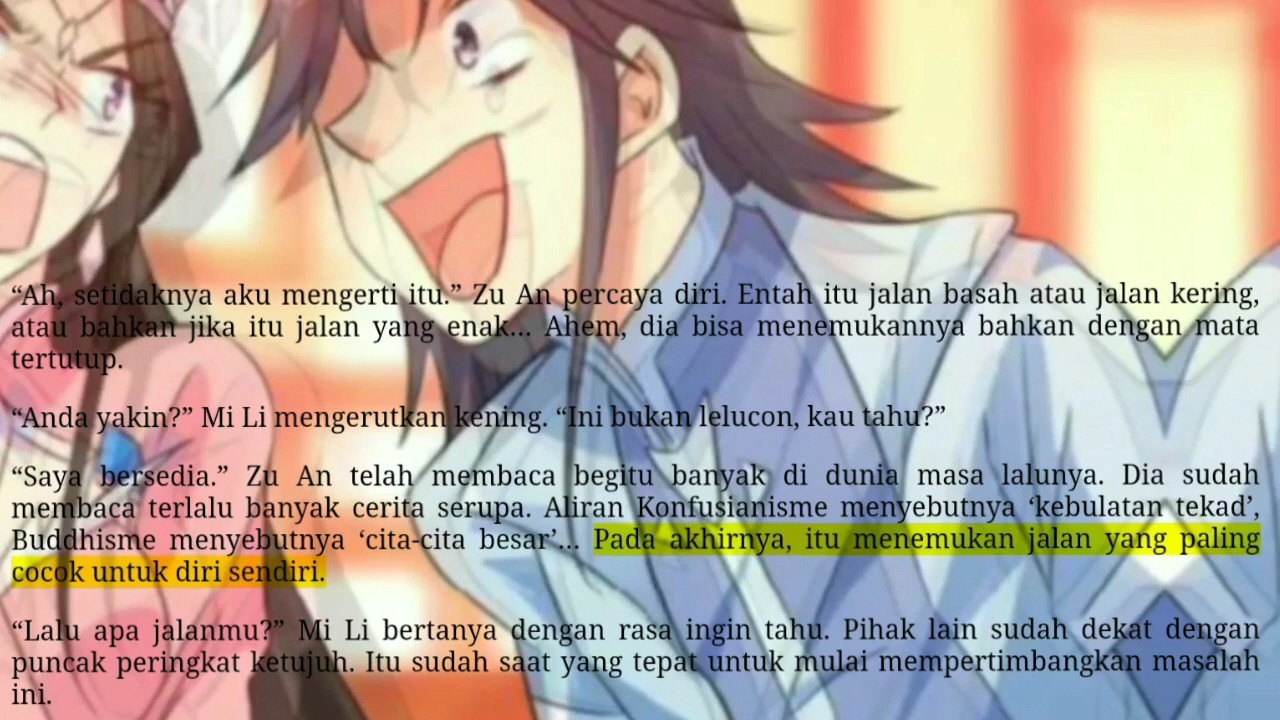 “Ah, setidaknya aku mengerti itu.” Zu An percaya diri. Entah itu jalan basah atau jalan kering,
atau bahkan jika itu jalan yang enak... Ahem, dia bisa menemukannya bahkan dengan mata
tertutup.
“Anda yakin?” Mi Li mengerutkan kening. “Ini bukan lelucon, kau tahu?”
“Saya bersedia.” Zu An telah membaca begitu banyak di dunia masa lalunya. Dia sudah
membaca terlalu banyak cerita serupa. Aliran Konfusianisme menyebutnya ‘kebulatan tekad’,
Buddhisme menyebutnya ‘cita-cita besar’... Pada akhirnya, itu menemukan jalan yang paling
cocok untuk diri sendiri.
“Lalu apa jalanmu?” Mi Li bertanya dengan rasa ingin tahu. Pihak lain sudah dekat dengan
puncak peringkat ketujuh. Itu sudah saat yang tepat untuk mulai mempertimbangkan masalah
ini.